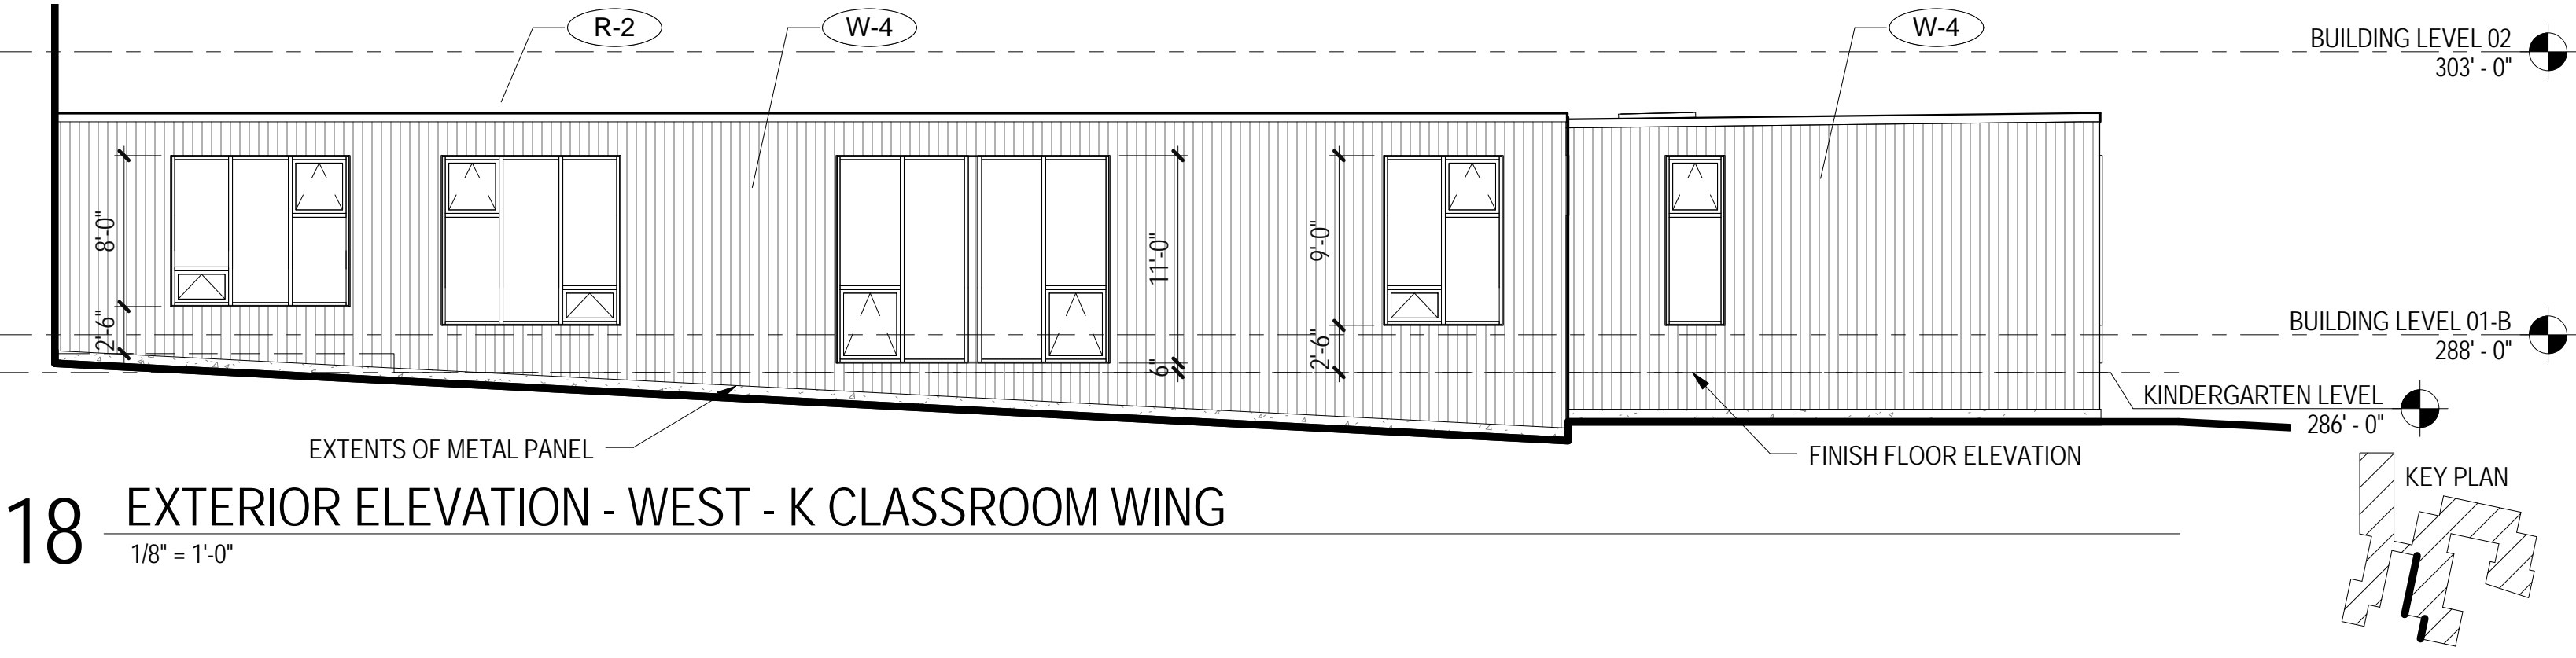 R-2
W-4
W-4
BUILDING LEVEL 02
303' - 0"
8'-0"
2'-6"
11'-0"
6"
9'-0"
2'-6"
BUILDING LEVEL 01-B
288' - 0"
KINDERGARTEN LEVEL
286' - 0"
EXTENTS OF METAL PANEL
FINISH FLOOR ELEVATION
KEY PLAN
18
EXTERIOR ELEVATION - WEST - K CLASSROOM WING
1/8" = 1'-0"